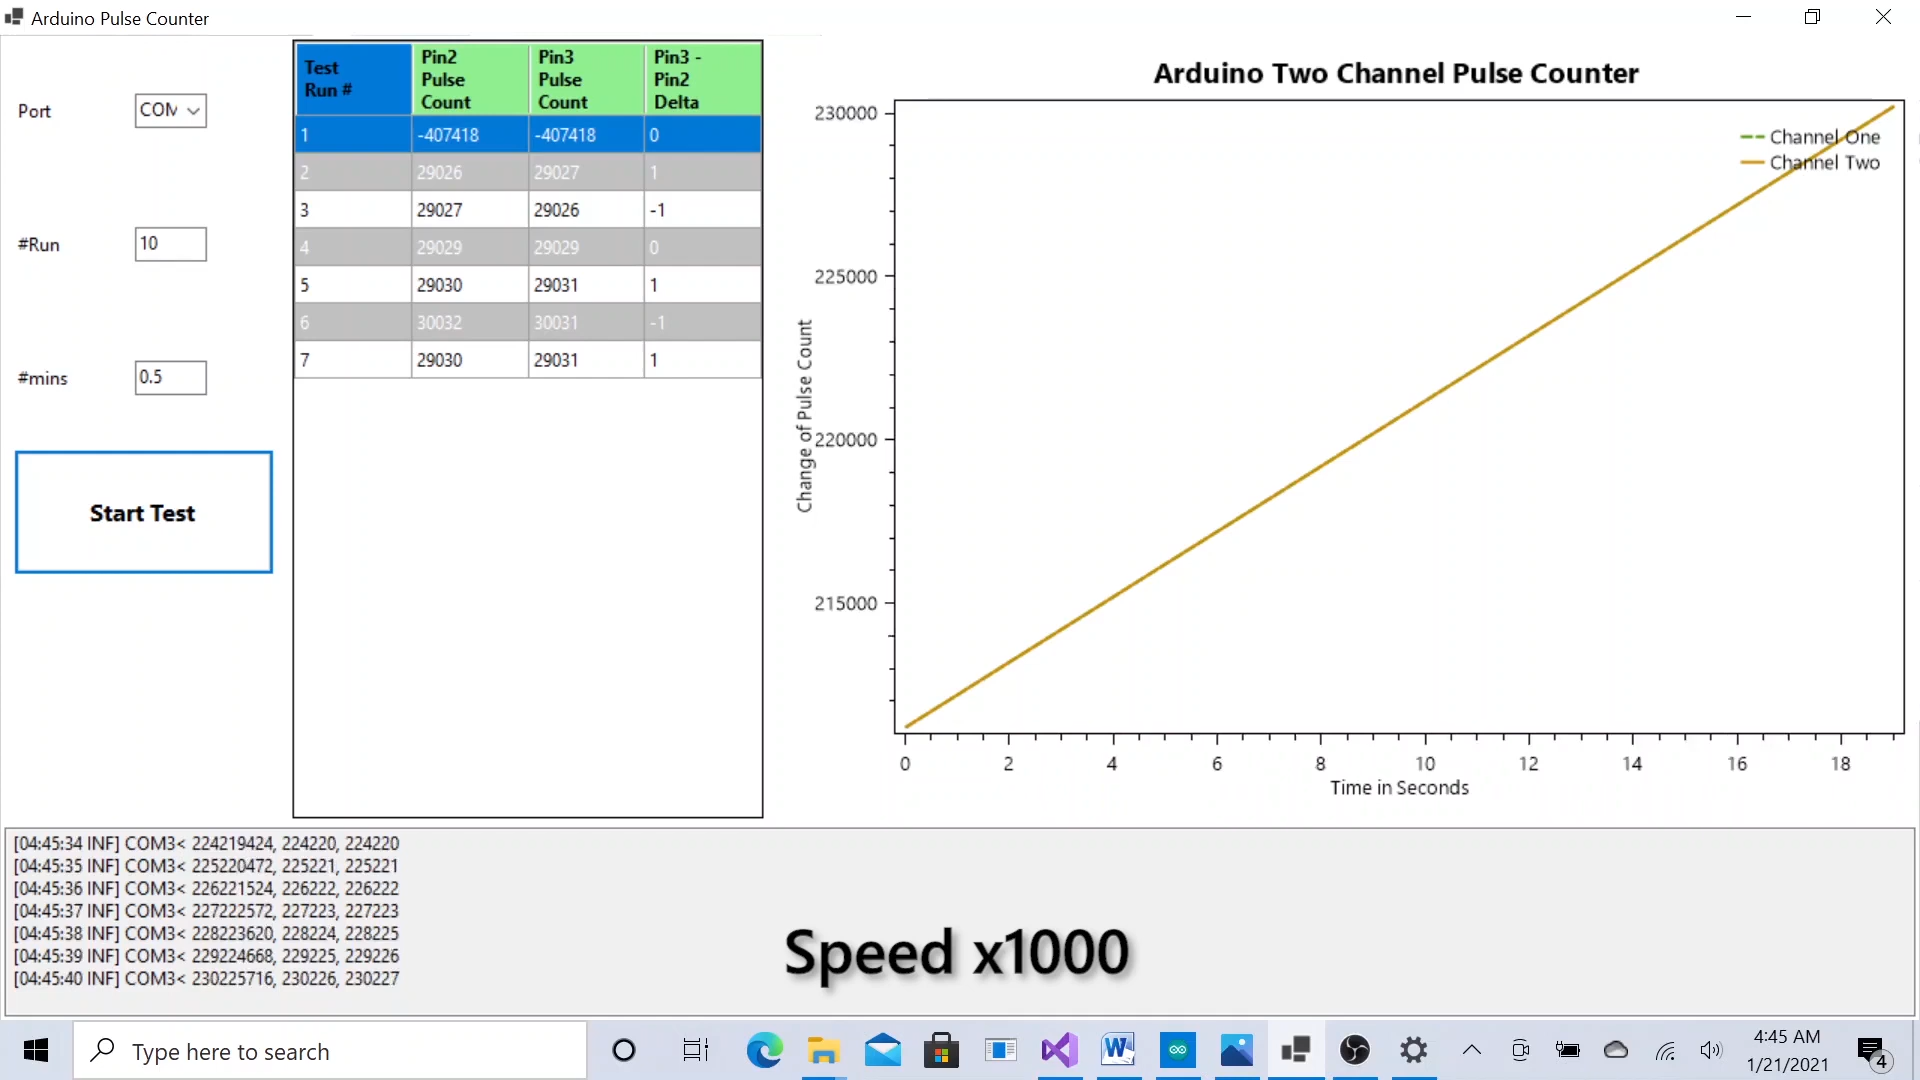 Arduino Pulse Counter
Port
COM
#Run
10
#mins
0.5
Start Test
Test Run #
Pin2 Pulse Count
Pin3 Pulse Count
Pin3 - Pin2 Delta
1 -407418 -407418 0
2 29026 29027 1
3 29027 29026 -1
4 29029 29029 0
5 29030 29031 1
6 30032 30031 -1
7 29030 29031 1
Arduino Two Channel Pulse Counter
Channel One
Channel Two
230000
225000
220000
215000
Change of Pulse Count
0 2 4 6 8 10 12 14 16 18
Time in Seconds
[04:45:34 INF] COM3< 224219424, 224220, 224220
[04:45:35 INF] COM3< 225220472, 225221, 225221
[04:45:36 INF] COM3< 226221524, 226222, 226222
[04:45:37 INF] COM3< 227222572, 227223, 227223
[04:45:38 INF] COM3< 228223620, 228224, 228225
[04:45:39 INF] COM3< 229224668, 229225, 229226
[04:45:40 INF] COM3< 230225716, 230226, 230227
Speed x1000
Type here to search
W
4:45 AM
1/21/2021
4